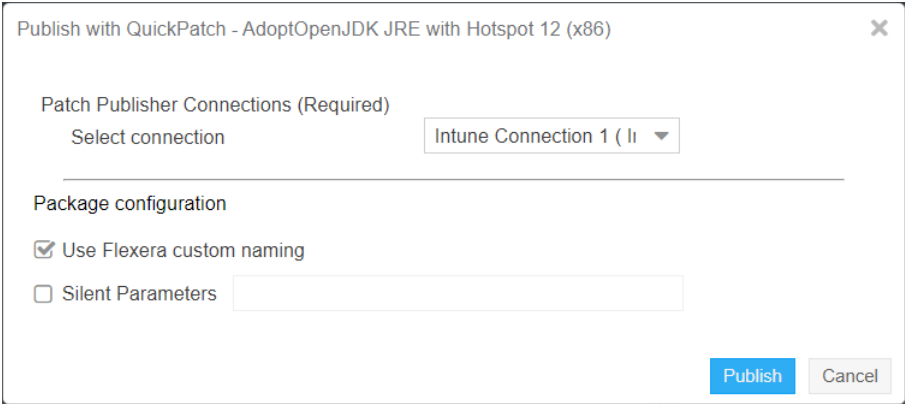 Publish with QuickPatch - AdoptOpenJDK JRE with Hotspot 12 (x86)
Patch Publisher Connections (Required)
Select connection
Intune Connection 1 ( I
Package configuration
Use Flexera custom naming
Silent Parameters
Publish
Cancel